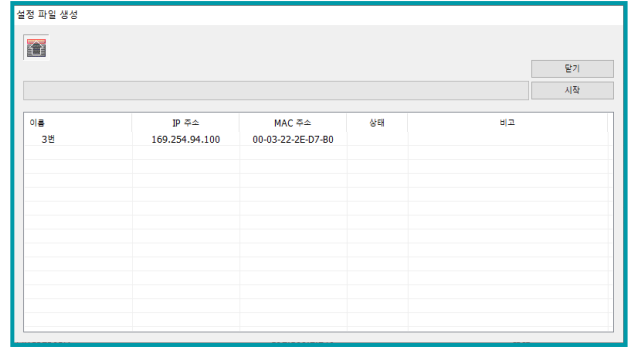 설정 파일 생성
닫기
시작
이름 IP 주소 MAC 주소 상태 비고
3번 169.254.94.100 00-03-22-2E-D7-B0